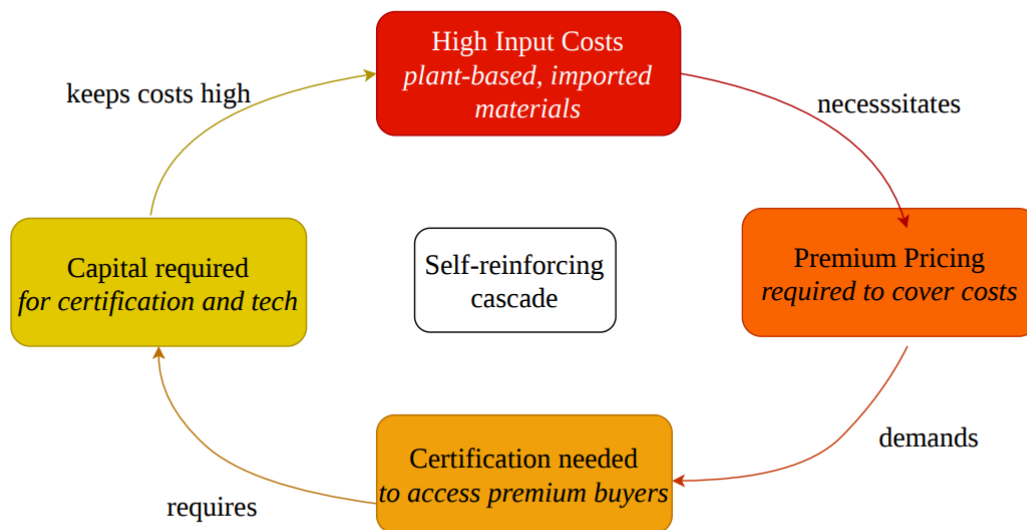 High Input Costs
plant-based, imported
materials
keeps costs high
necesssitates
Capital required
for certification and tech
Self-reinforcing
cascade
Premium Pricing
required to cover costs
demands
Certification needed
to access premium buyers
requires